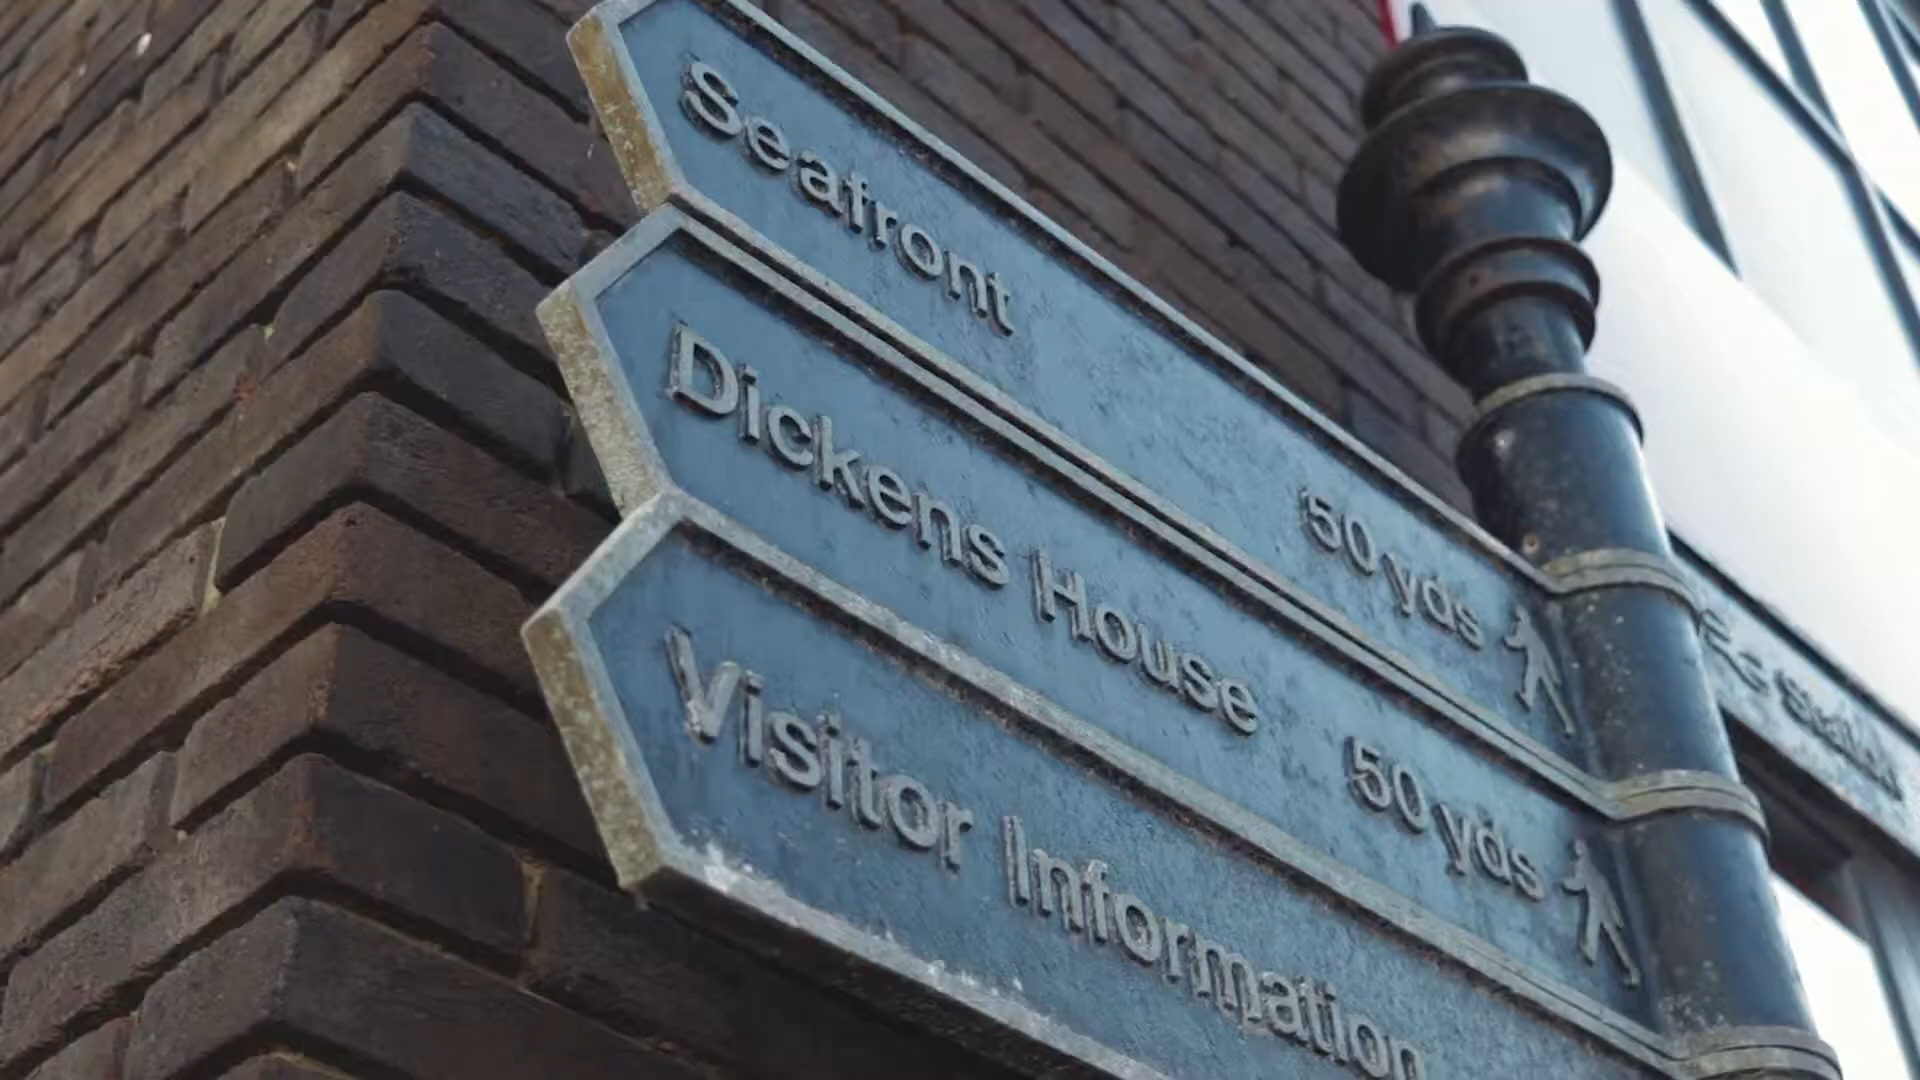 Seafront 50 yds
Dickens House 50 yds
Visitor Information